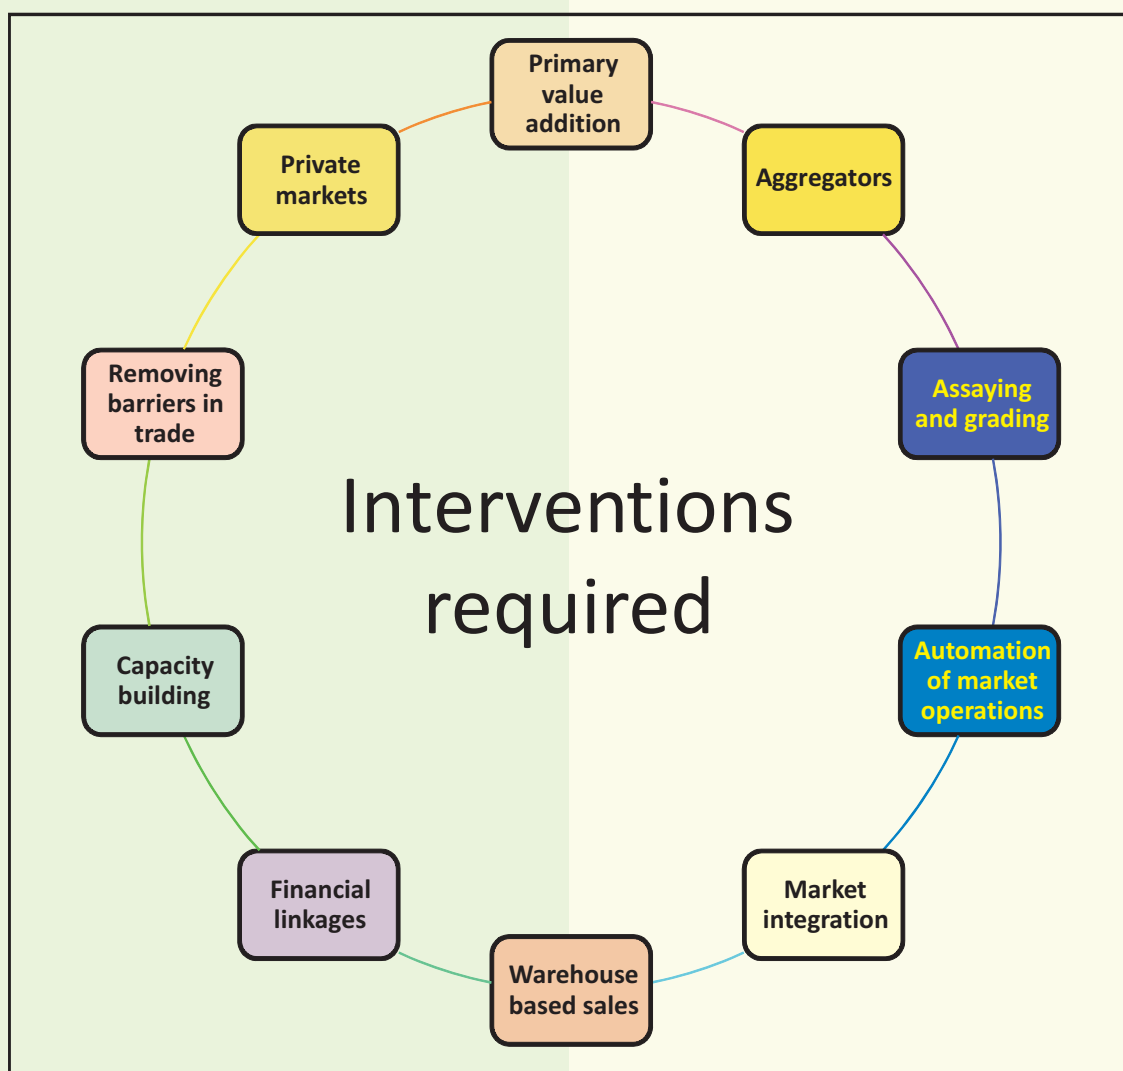 Primary
value
addition
Aggregators
Assaying
and grading
Automation
of market
operations
Market
integration
Warehouse
based sales
Financial
linkages
Capacity
building
Removing
barriers in
trade
Private
markets
Interventions
required